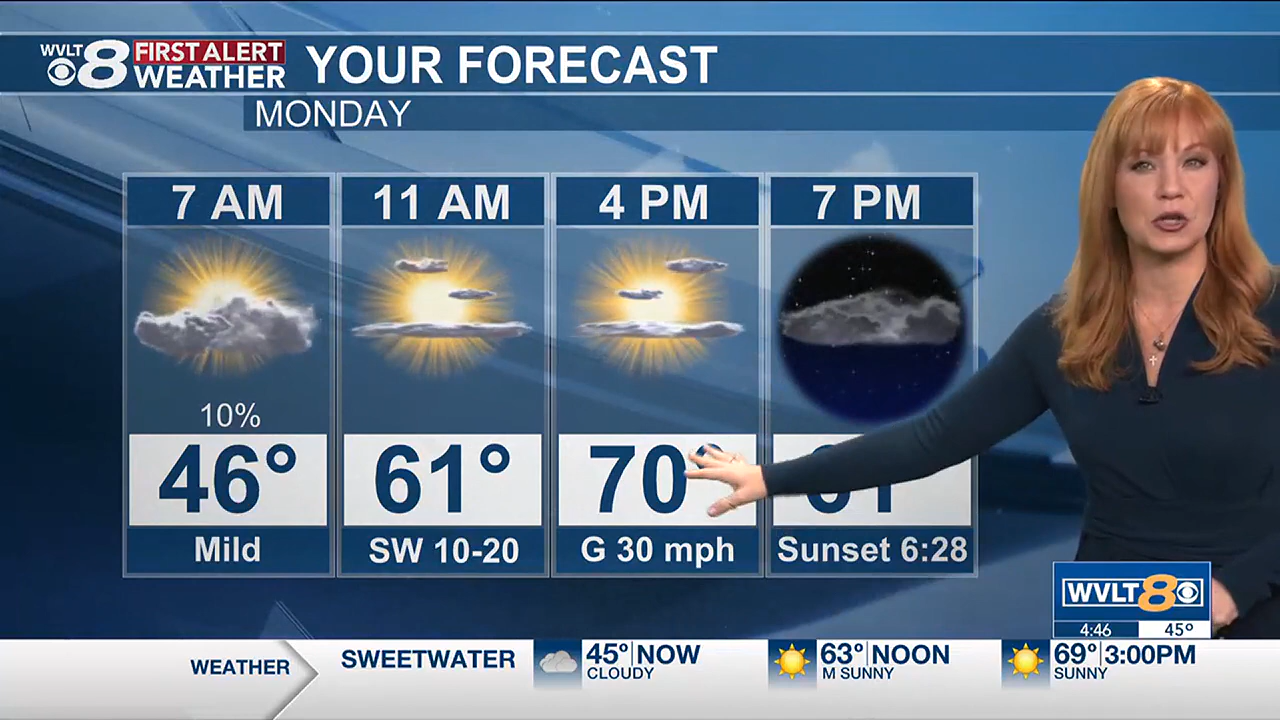 WVLT
8
FIRST ALERT
WEATHER
YOUR FORECAST
MONDAY
7 AM
11 AM
4 PM
7 PM
10%
46°
61°
70°
Mild
SW 10-20
G 30 mph
Sunset 6:28
WVLT8
4:46
45°
WEATHER
SWEETWATER
45° NOW
CLOUDY
63° NOON
M SUNNY
69° 3:00PM
SUNNY